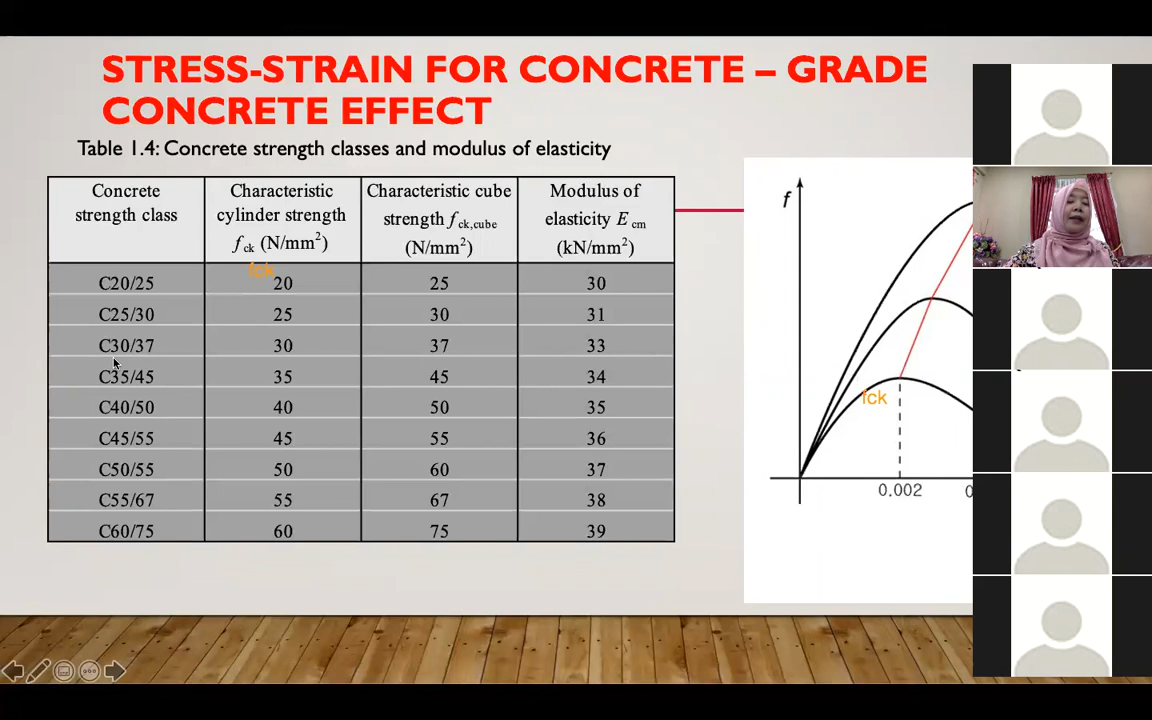 STRESS-STRAIN FOR CONCRETE – GRADE
CONCRETE EFFECT
Table 1.4: Concrete strength classes and modulus of elasticity
Concrete strength class
Characteristic cylinder strength f ck (N/mm²)
Characteristic cube strength f ck,cube (N/mm²)
Modulus of elasticity E cm (kN/mm²)
fck
C20/25 20 25 30
C25/30 25 30 31
C30/37 30 37 33
C35/45 35 45 34
C40/50 40 50 35
C45/55 45 55 36
C50/55 50 60 37
C55/67 55 67 38
C60/75 60 75 39
f
fck
0.002